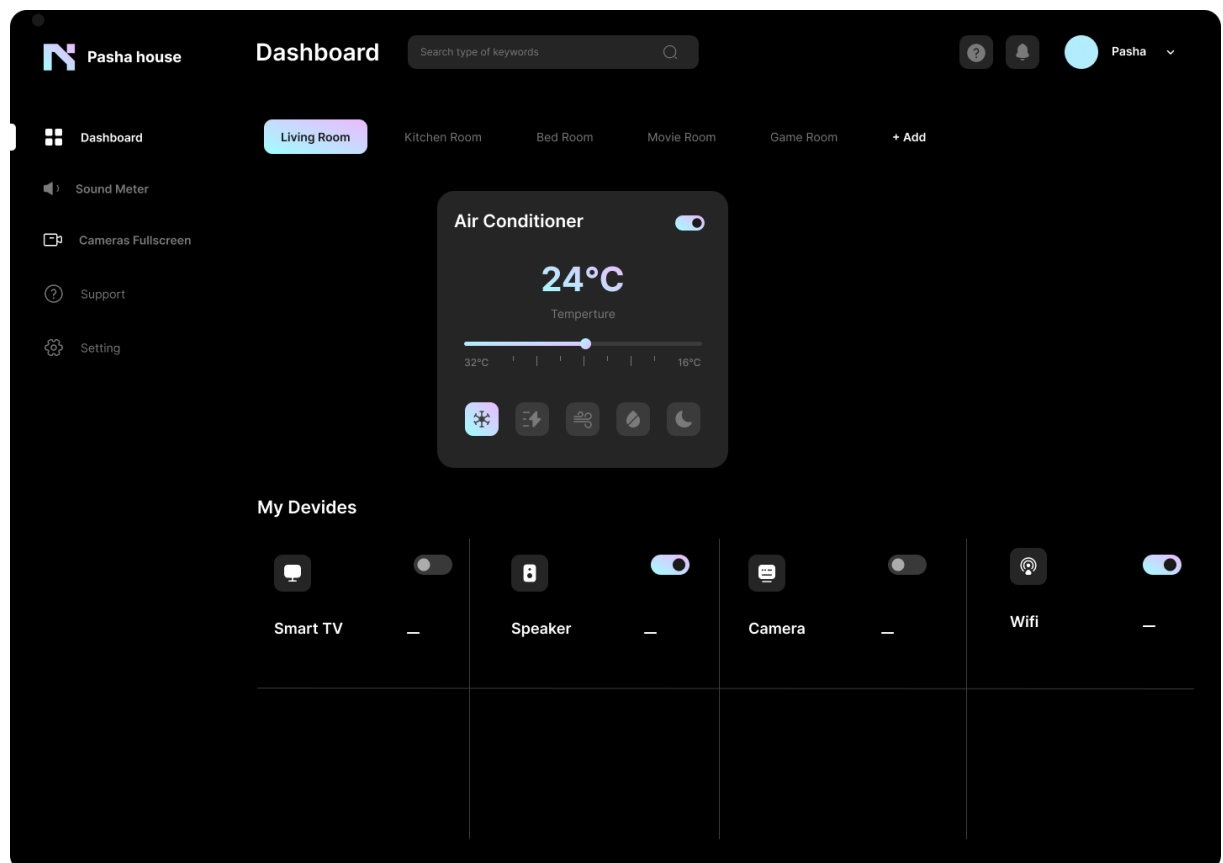 Pasha house
Dashboard
Search type of keywords
Pasha
Dashboard
Sound Meter
Cameras Fullscreen
Support
Setting
Living Room
Kitchen Room
Bed Room
Movie Room
Game Room
+ Add
Air Conditioner
24°C
Temperture
32°C
16°C
My Devides
Smart TV
Speaker
Camera
Wifi